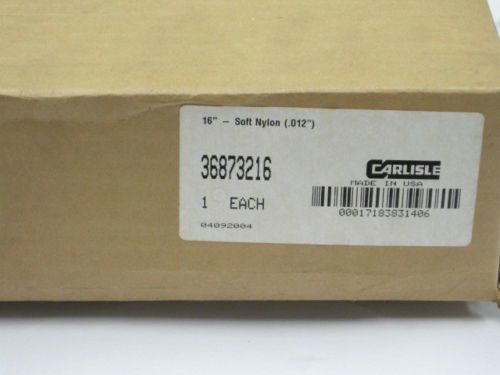 16" – Soft Nylon (.012")
36873216
CARLISLE
MADE IN USA
1 EACH
00017183831406
04092004